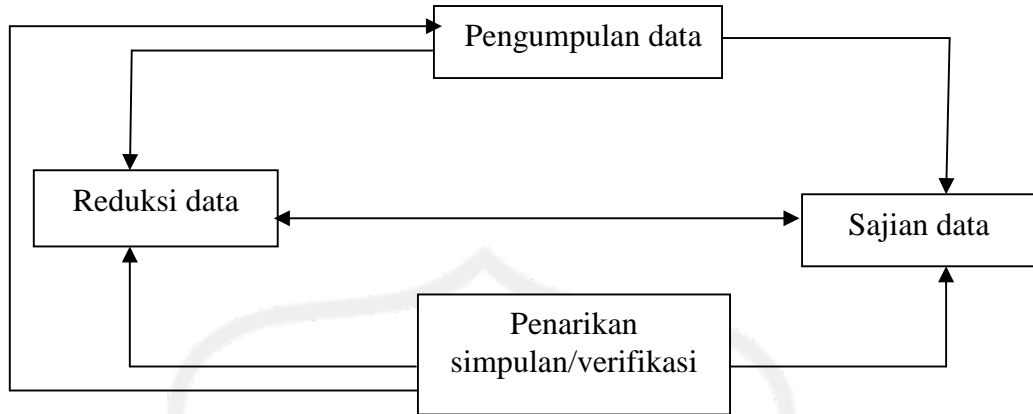 Pengumpulan data
Reduksi data
Sajian data
Penarikan
simpulan/verifikasi